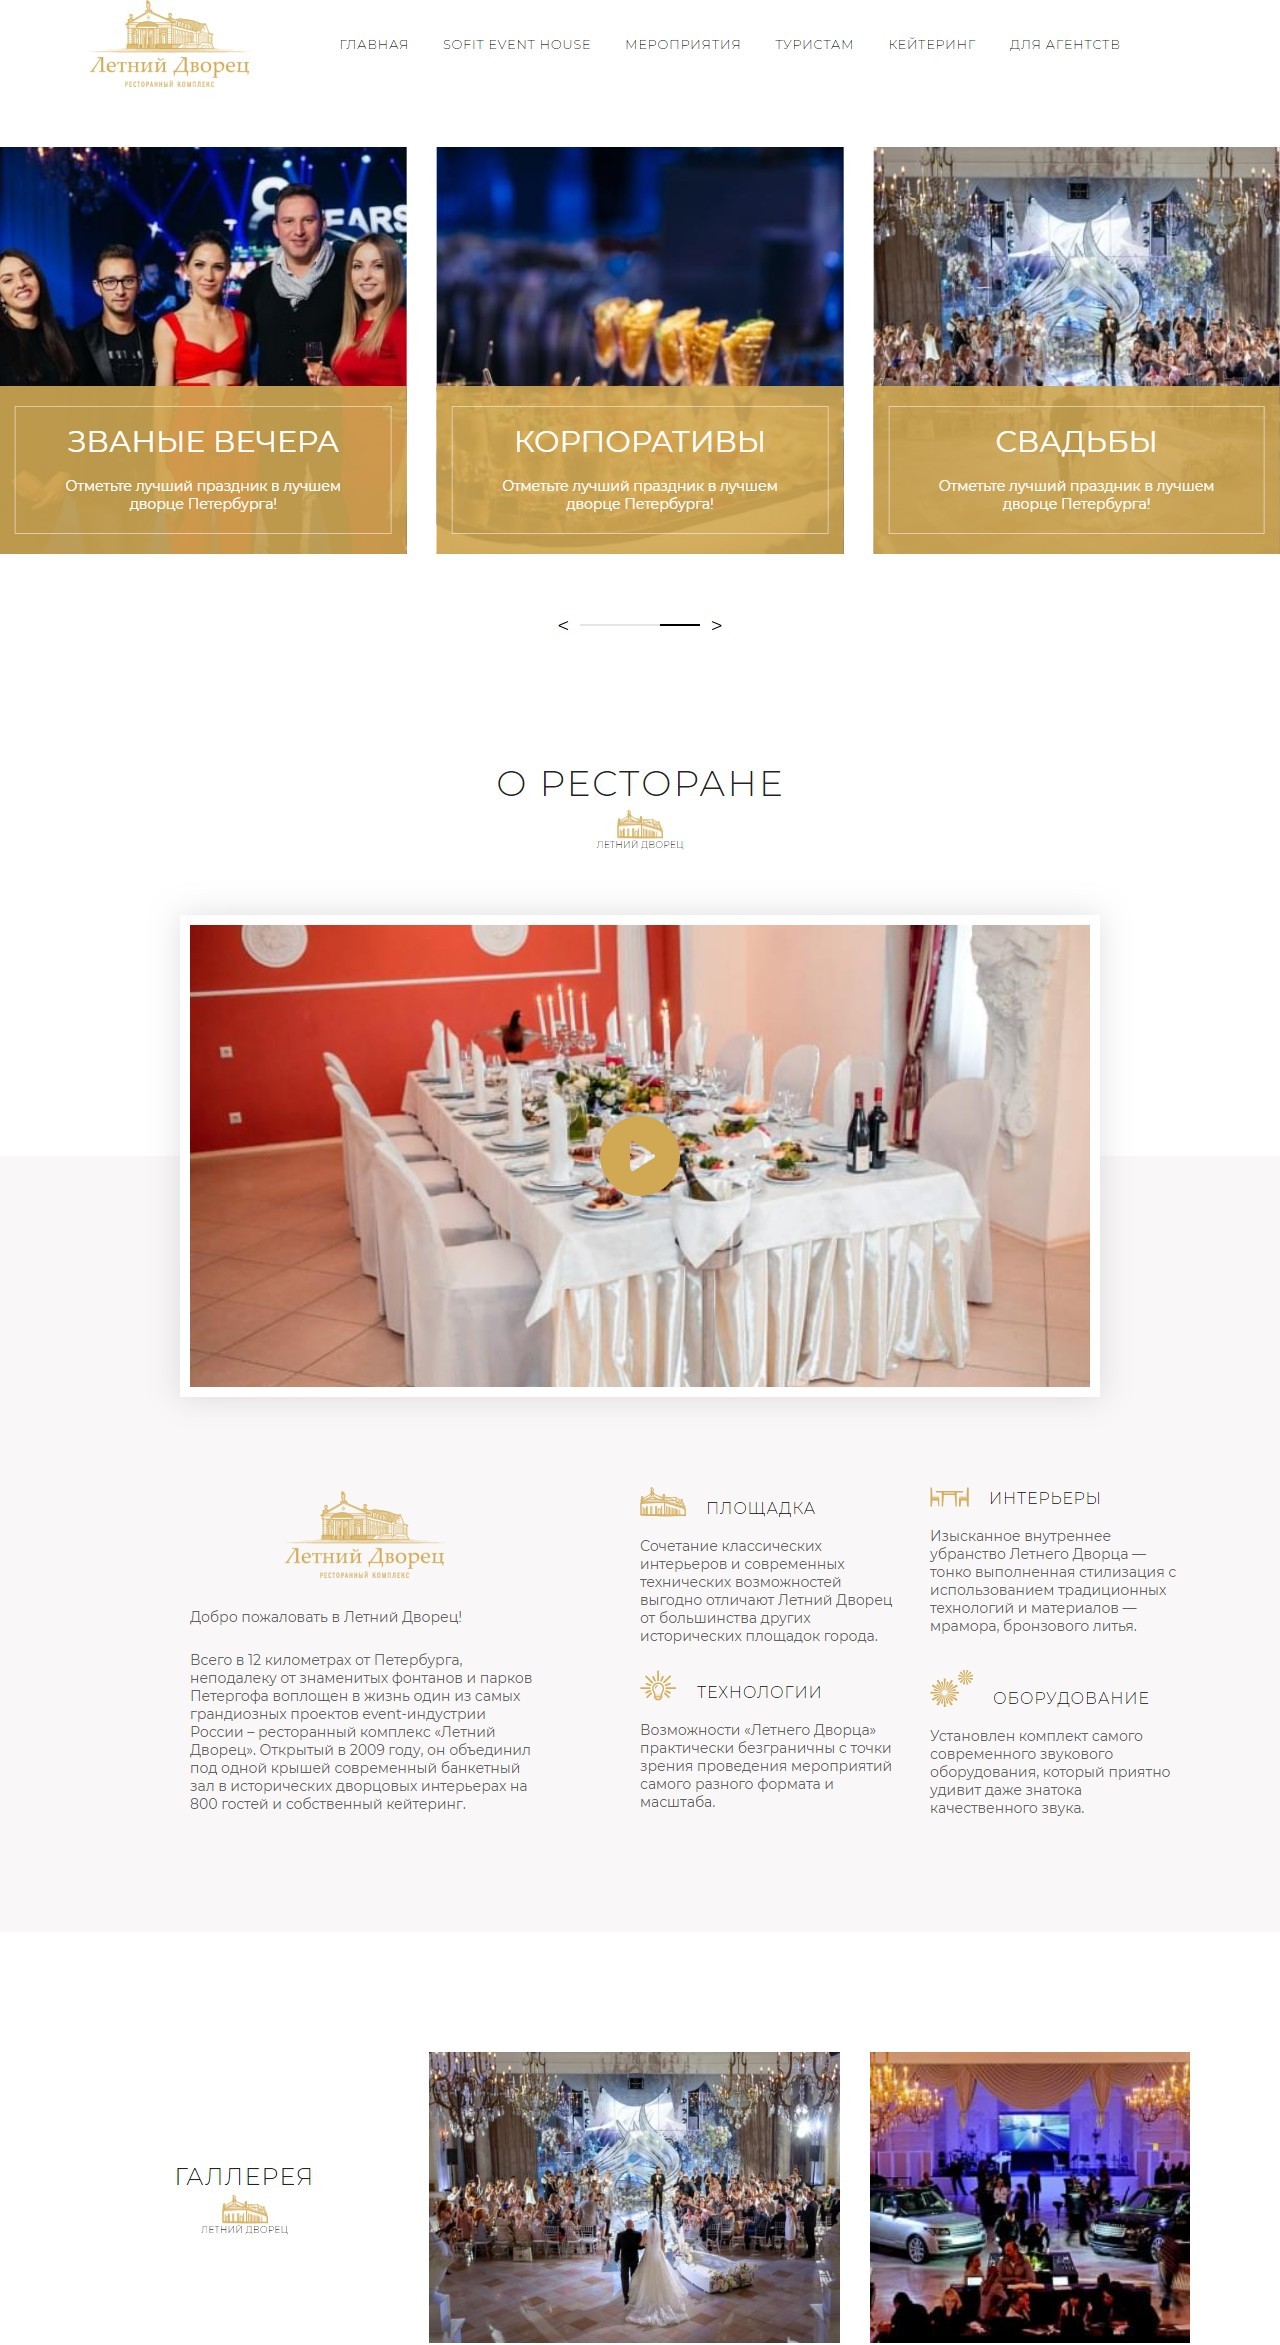 Летний Дворец
РЕСТОРАННЫЙ КОМПЛЕКС
ГЛАВНАЯ SOFIT EVENT HOUSE МЕРОПРИЯТИЯ ТУРИСТАМ КЕЙТЕРИНГ ДЛЯ АГЕНТСТВ
8
EARS
ЗВАНЫЕ ВЕЧЕРА
Отметьте лучший праздник в лучшем
дворце Петербурга!
КОРПОРАТИВЫ
Отметьте лучший праздник в лучшем
дворце Петербурга!
СВАДЬБЫ
Отметьте лучший праздник в лучшем
дворце Петербурга!
< >
О РЕСТОРАНЕ
ЛЕТНИЙ ДВОРЕЦ
Летний Дворец
РЕСТОРАННЫЙ КОМПЛЕКС
Добро пожаловать в Летний Дворец!
Всего в 12 километрах от Петербурга,
неподалеку от знаменитых фонтанов и парков
Петергофа воплощен в жизнь один из самых
грандиозных проектов event-индустрии
России – ресторанный комплекс «Летний
Дворец». Открытый в 2009 году, он объединил
под одной крышей современный банкетный
зал в исторических дворцовых интерьерах на
800 гостей и собственный кейтеринг.
ПЛОЩАДКА
Сочетание классических
интерьеров и современных
технических возможностей
выгодно отличают Летний Дворец
от большинства других
исторических площадок города.
ИНТЕРЬЕРЫ
Изысканное внутреннее
убранство Летнего Дворца —
тонко выполненная стилизация с
использованием традиционных
технологий и материалов —
мрамора, бронзового литья.
ТЕХНОЛОГИИ
Возможности «Летнего Дворца»
практически безграничны с точки
зрения проведения мероприятий
самого разного формата и
масштаба.
ОБОРУДОВАНИЕ
Установлен комплект самого
современного звукового
оборудования, который приятно
удивит даже знатока
качественного звука.
ГАЛЛЕРЕЯ
ЛЕТНИЙ ДВОРЕЦ